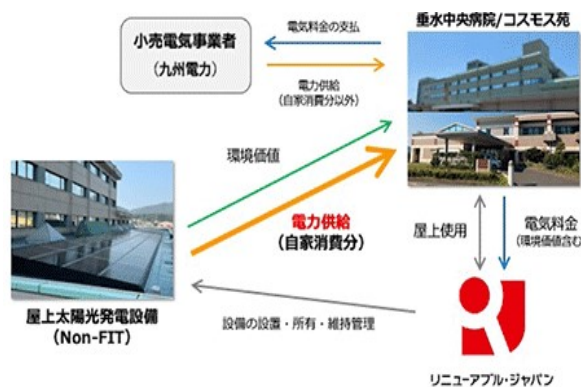 小売電気事業者
（九州電力）
電気料金の支払
電力供給
（自家消費分以外）
垂水中央病院/コスモス苑
環境価値
電力供給
（自家消費分）
屋上使用
電気料金
（環境価値含む）
屋上太陽光発電設備
（Non-FIT）
設備の設置・所有・維持管理
リニューアブル・ジャパン